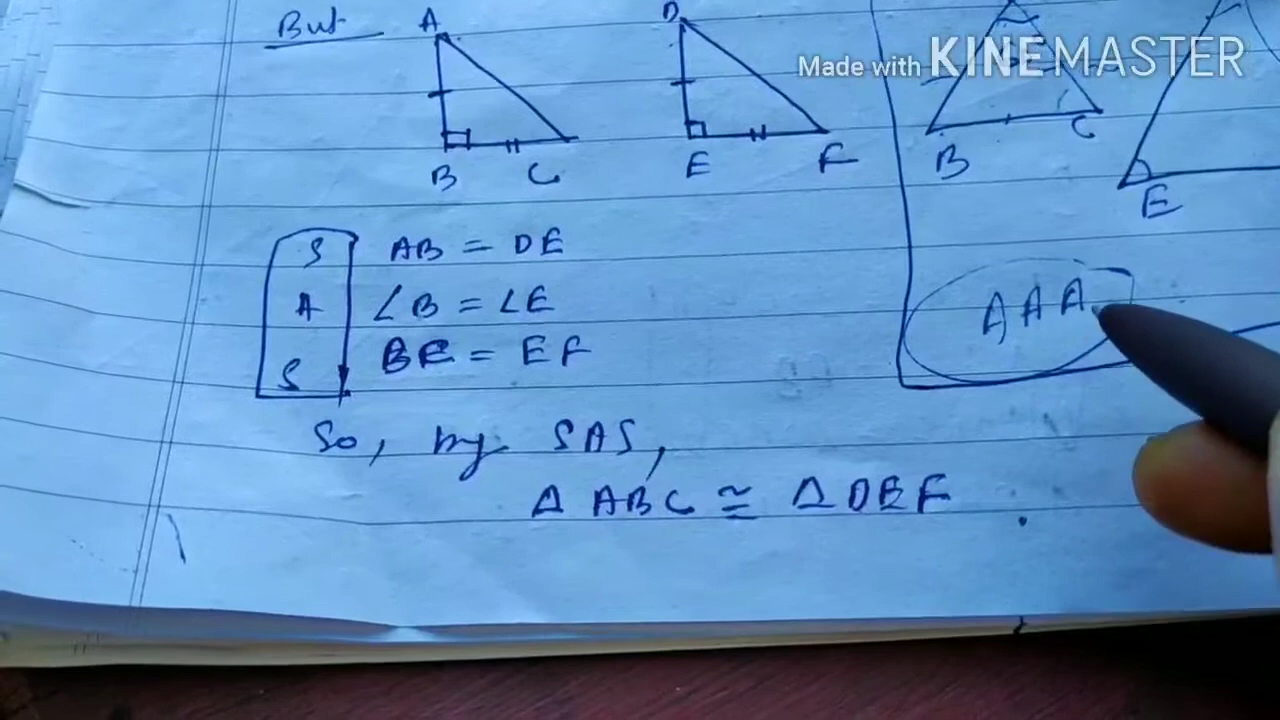 Made with KINEMASTER
But
A
D
B C
E F
B C
E
S AB = DE
A ∠B = ∠E
S BC = EF
AAA
So, by SAS,
Δ ABC ≅ Δ DEF